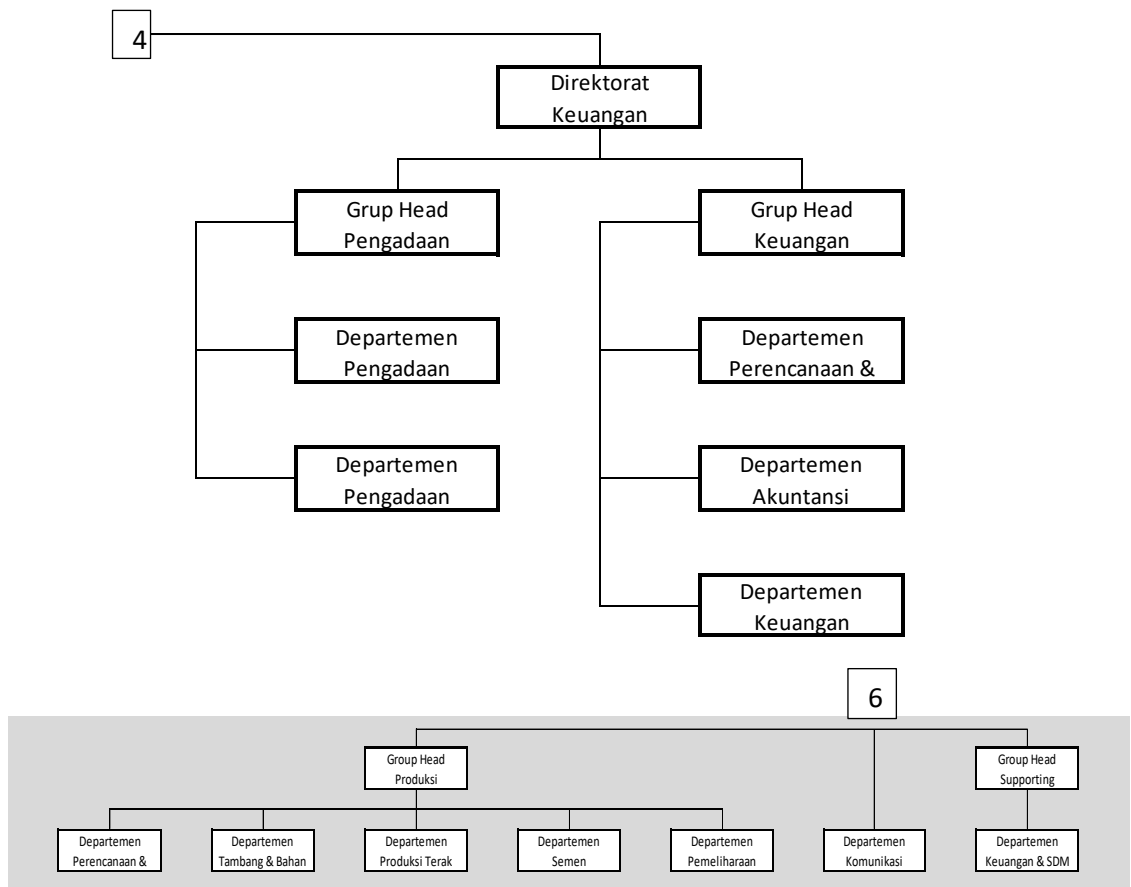 4
Direktorat
Keuangan
Grup Head
Pengadaan
Grup Head
Keuangan
Departemen
Pengadaan
Departemen
Perencanaan &
Departemen
Pengadaan
Departemen
Akuntansi
Departemen
Keuangan
6
Group Head
Produksi
Group Head
Supporting
Departemen
Perencanaan &
Departemen
Tambang & Bahan
Departemen
Produksi Terak
Departemen
Semen
Departemen
Pemeliharaan
Departemen
Komunikasi
Departemen
Keuangan & SDM